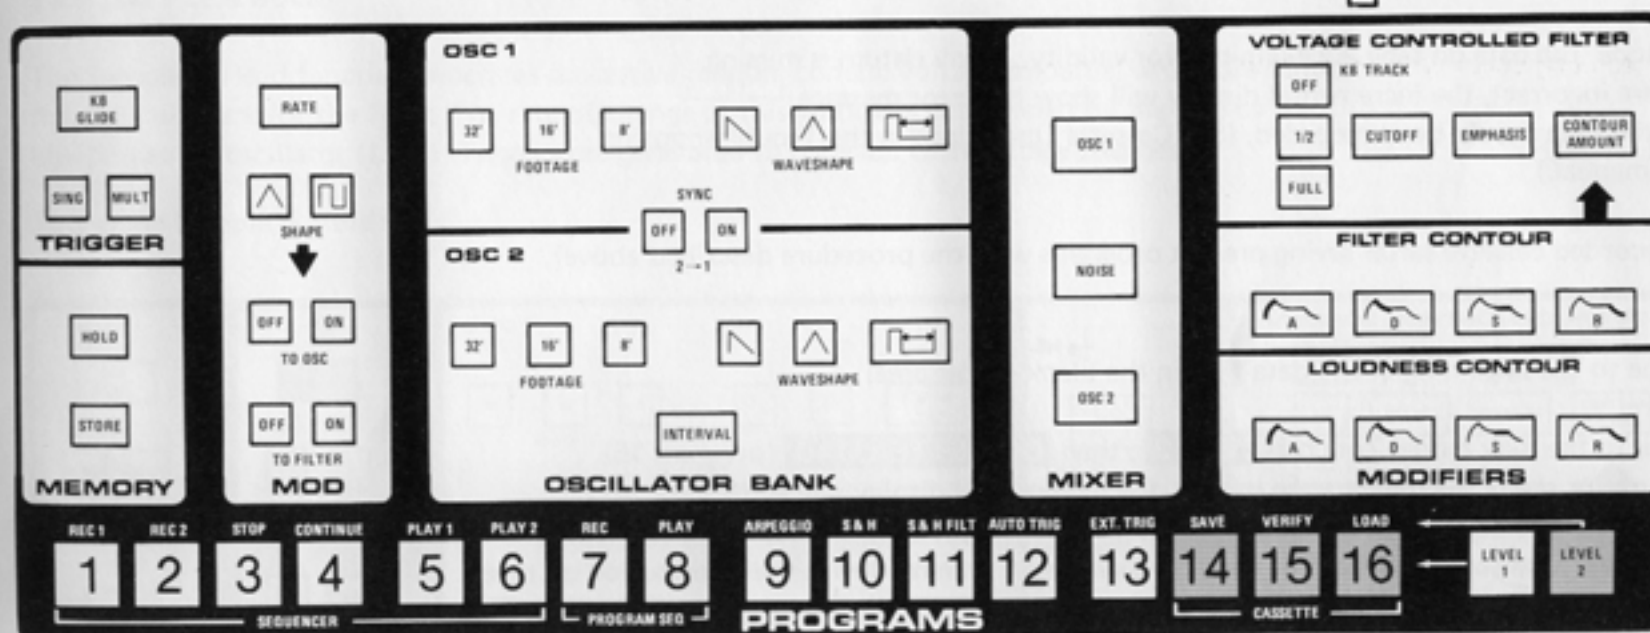 KB
GLIDE
SING MULT
TRIGGER
HOLD
STORE
MEMORY
RATE
SHAPE
OFF ON
TO OSC
OFF ON
TO FILTER
MOD
OSC 1
32' 16' 8'
FOOTAGE WAVESHAPE
SYNC
OFF ON
2→1
OSC 2
32' 16' 8'
FOOTAGE WAVESHAPE
INTERVAL
OSCILLATOR BANK
OSC 1
NOISE
OSC 2
MIXER
VOLTAGE CONTROLLED FILTER
KB TRACK
OFF
1/2 CUTOFF EMPHASIS CONTOUR
AMOUNT
FULL
FILTER CONTOUR
A D S R
LOUDNESS CONTOUR
A D S R
MODIFIERS
REC 1 REC 2 STOP CONTINUE PLAY 1 PLAY 2 REC PLAY ARPEGGIO S & H S & H FILT AUTO TRIG EXT. TRIG SAVE VERIFY LOAD
1 2 3 4 5 6 7 8 9 10 11 12 13 14 15 16 LEVEL
1 LEVEL
2
SEQUENCER PROGRAM SEQ PROGRAMS CASSETTE